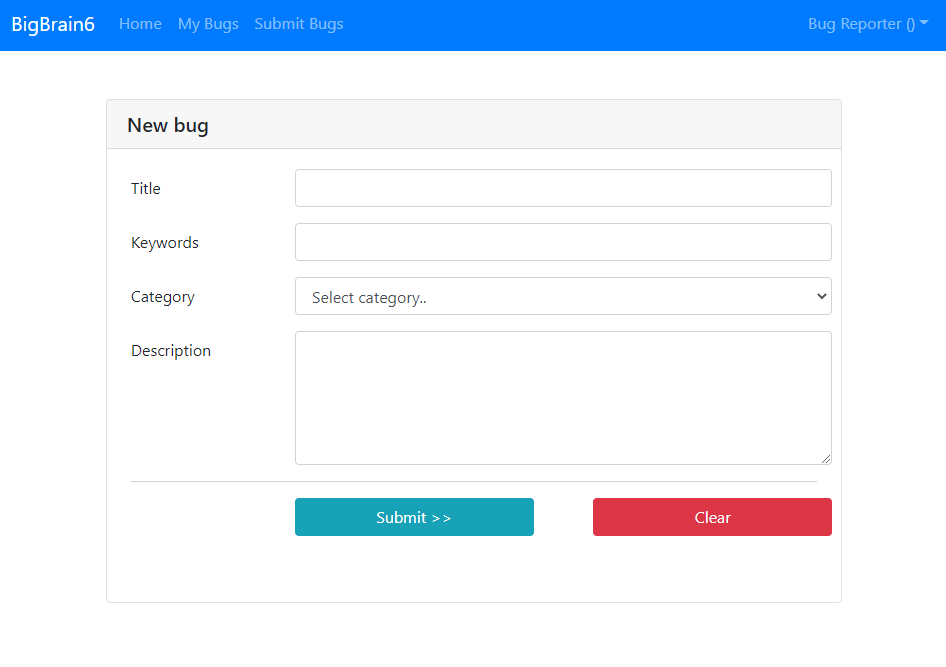 BigBrain6 Home My Bugs Submit Bugs Bug Reporter ()
New bug
Title
Keywords
Category Select category..
Description
Submit >> Clear